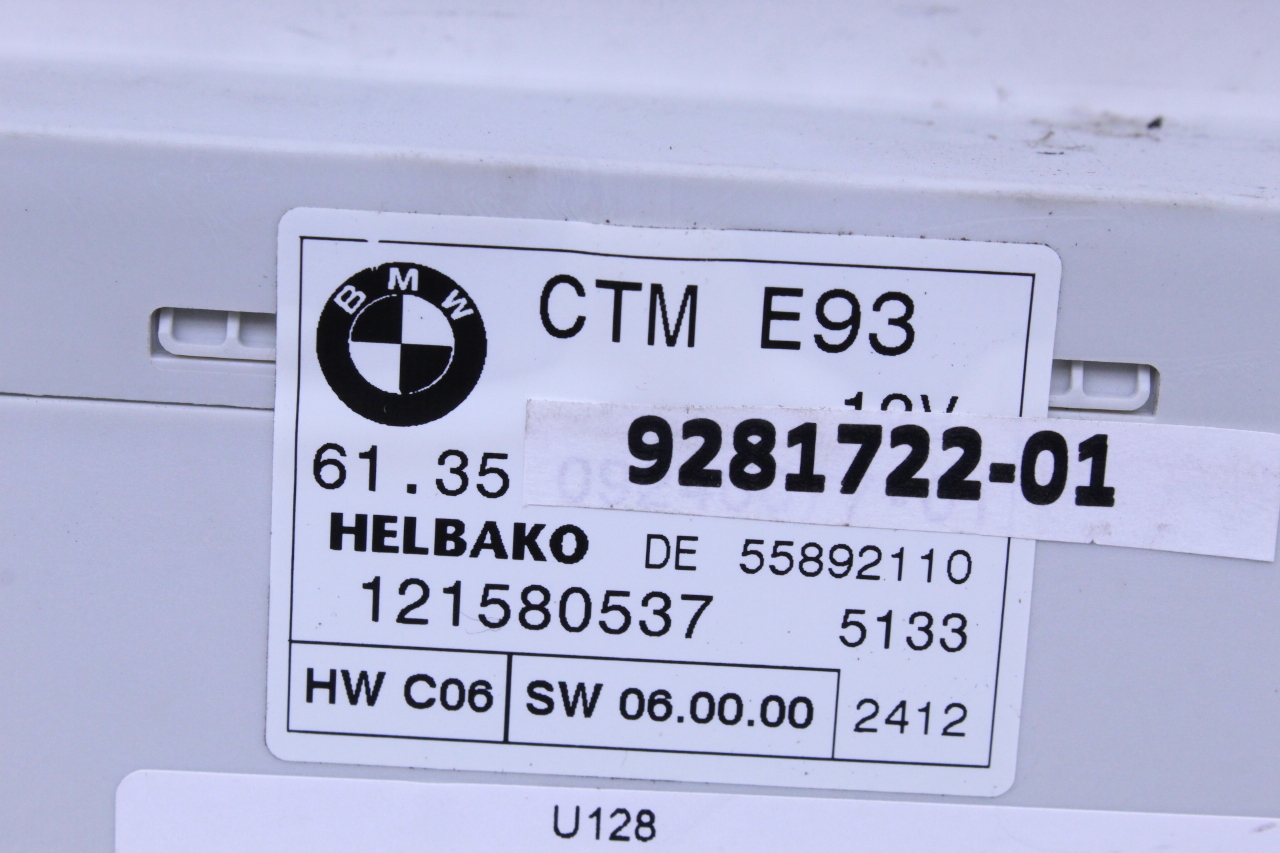 BMW
CTM E93
12V
61.35 9281722-01
HELBAKO DE 55892110
121580537 5133
HW C06 SW 06.00.00 2412
U128